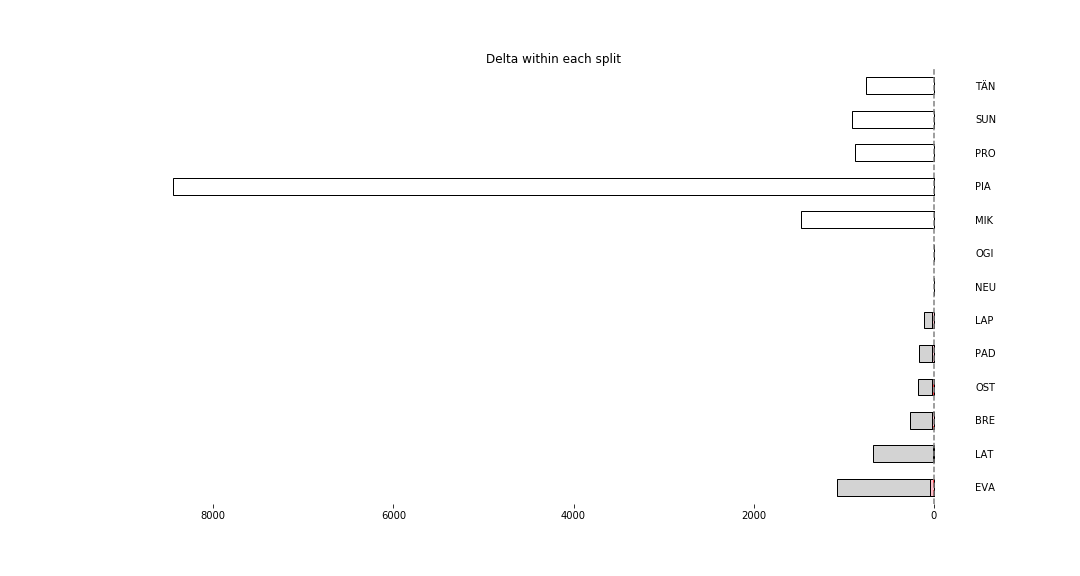 Delta within each split
TÄN
SUN
PRO
PIA
MIK
OGI
NEU
LAP
PAD
OST
BRE
LAT
EVA
8000 6000 4000 2000 0